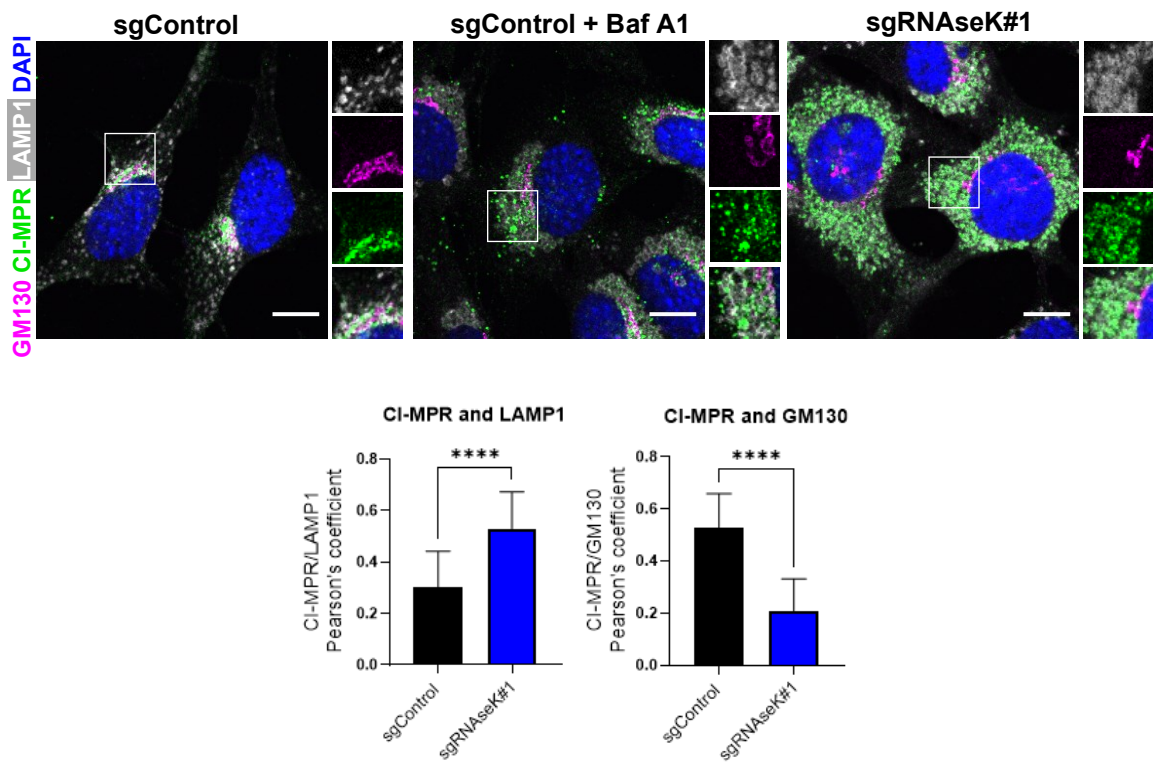 sgControl
sgControl + Baf A1
sgRNAseK#1
GM130 CI-MPR LAMP1 DAPI
CI-MPR and LAMP1
CI-MPR/LAMP1
Pearson's coefficient
0.8
0.6
0.4
0.2
0.0
****
sgControl
sgRNAseK#1
CI-MPR and GM130
CI-MPR/GM130
Pearson's coefficient
0.8
0.6
0.4
0.2
0.0
****
sgControl
sgRNAseK#1